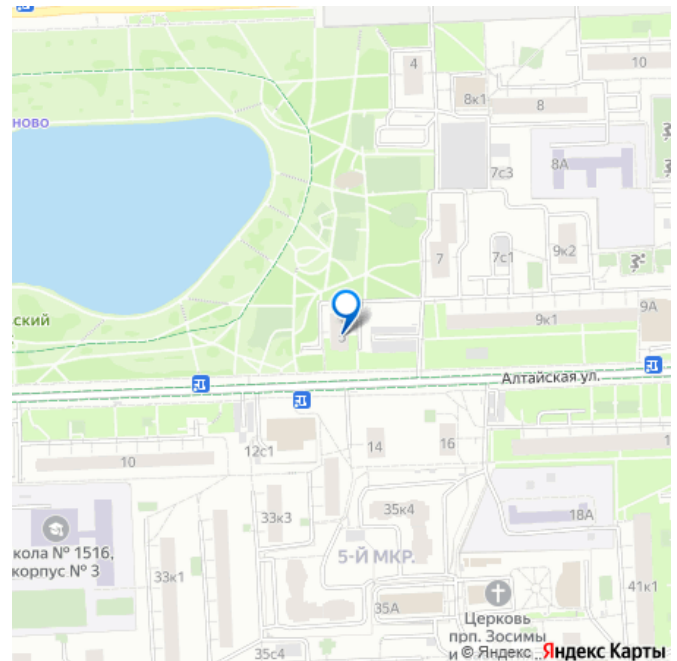 4
10
8к1
8
НОВО
7с3
8А
7
7с1
9к2
СКИЙ
9к1
9А
5
Алтайская ул.
10
12с1
14
16
33к3
35к4
18А
кола № 1516,
корпус № 3
33к1
5-Й МКР.
35А
41к1
Церковь
прп. Зосимы
35с4
и
© Яндекс
Яндекс Карты